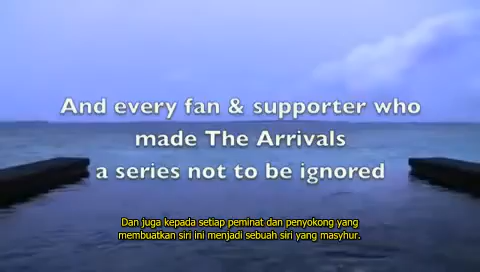 And every fan & supporter who
made The Arrivals
a series not to be ignored
Dan juga kepada setiap peminat dan penyokong yang
membuatkan siri ini menjadi sebuah siri yang masyhur.